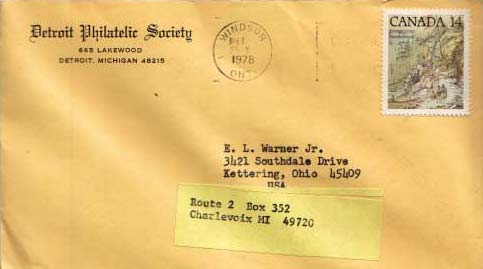 Detroit Philatelic Society
665 LAKEWOOD
DETROIT, MICHIGAN 48215
WINDSOR
1978
ONT
CANADA 14
E. L. Warner Jr.
3421 Southdale Drive
Kettering, Ohio 45409
USA
Route 2 Box 352
Charlevoix MI 49720